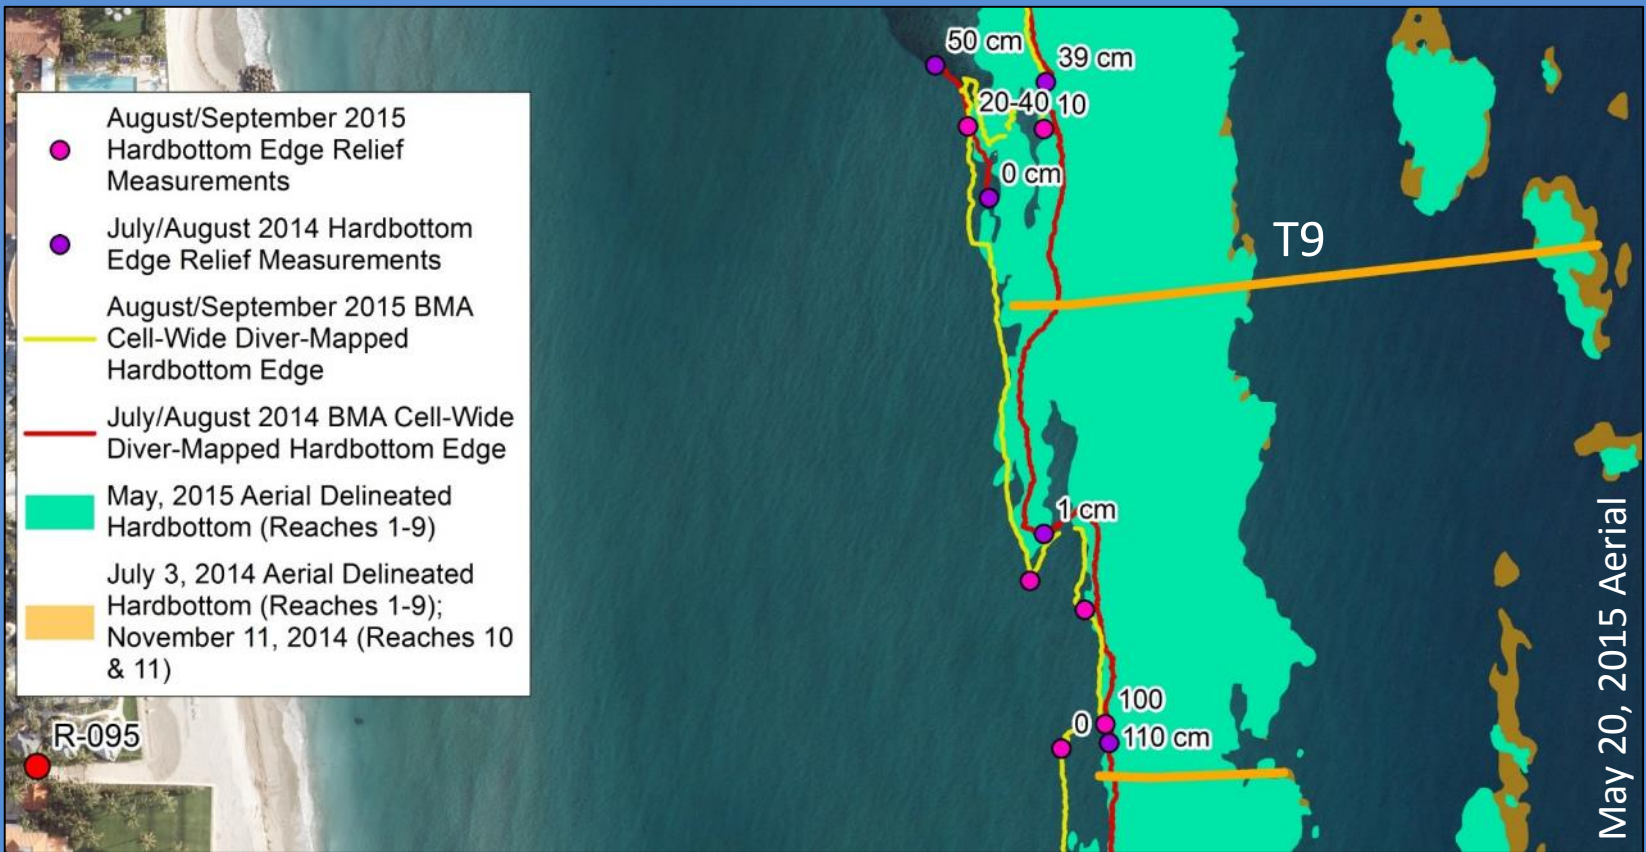 August/September 2015
Hardbottom Edge Relief
Measurements
July/August 2014 Hardbottom
Edge Relief Measurements
August/September 2015 BMA
Cell-Wide Diver-Mapped
Hardbottom Edge
July/August 2014 BMA Cell-Wide
Diver-Mapped Hardbottom Edge
May, 2015 Aerial Delineated
Hardbottom (Reaches 1-9)
July 3, 2014 Aerial Delineated
Hardbottom (Reaches 1-9);
November 11, 2014 (Reaches 10
& 11)
R-095
50 cm
39 cm
20-40
10
0 cm
T9
1 cm
100
0
110 cm
May 20, 2015 Aerial